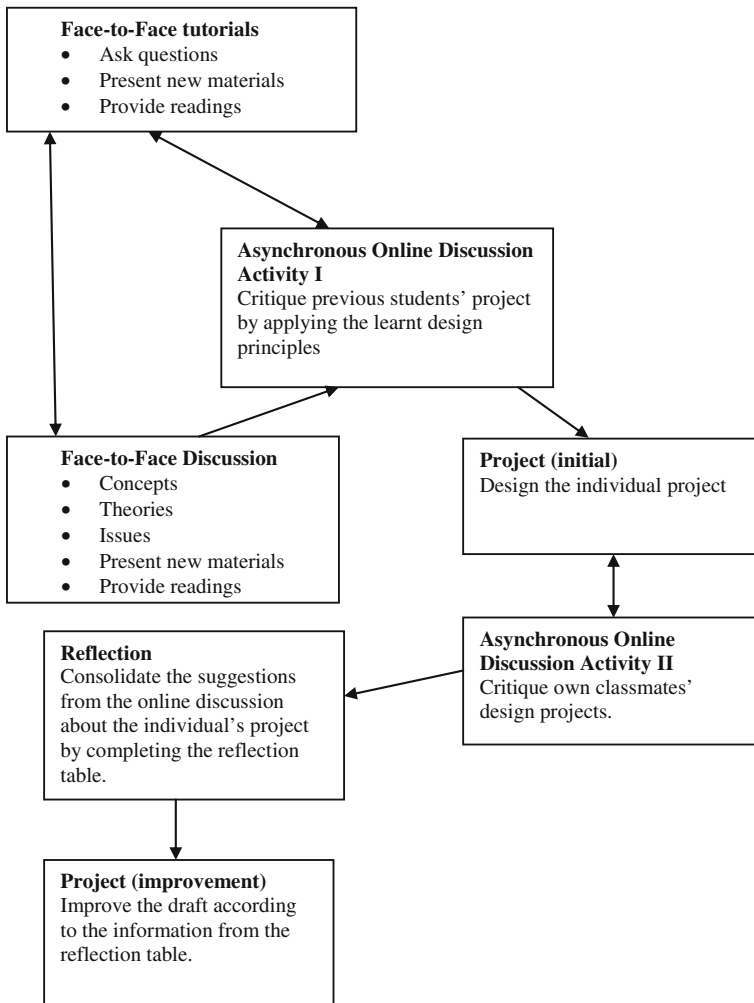 Face-to-Face tutorials
• Ask questions
• Present new materials
• Provide readings
Asynchronous Online Discussion
Activity I
Critique previous students’ project
by applying the learnt design
principles
Face-to-Face Discussion
• Concepts
• Theories
• Issues
• Present new materials
• Provide readings
Project (initial)
Design the individual project
Asynchronous Online
Discussion Activity II
Critique own classmates’
design projects.
Reflection
Consolidate the suggestions
from the online discussion
about the individual’s project
by completing the reflection
table.
Project (improvement)
Improve the draft according
to the information from the
reflection table.